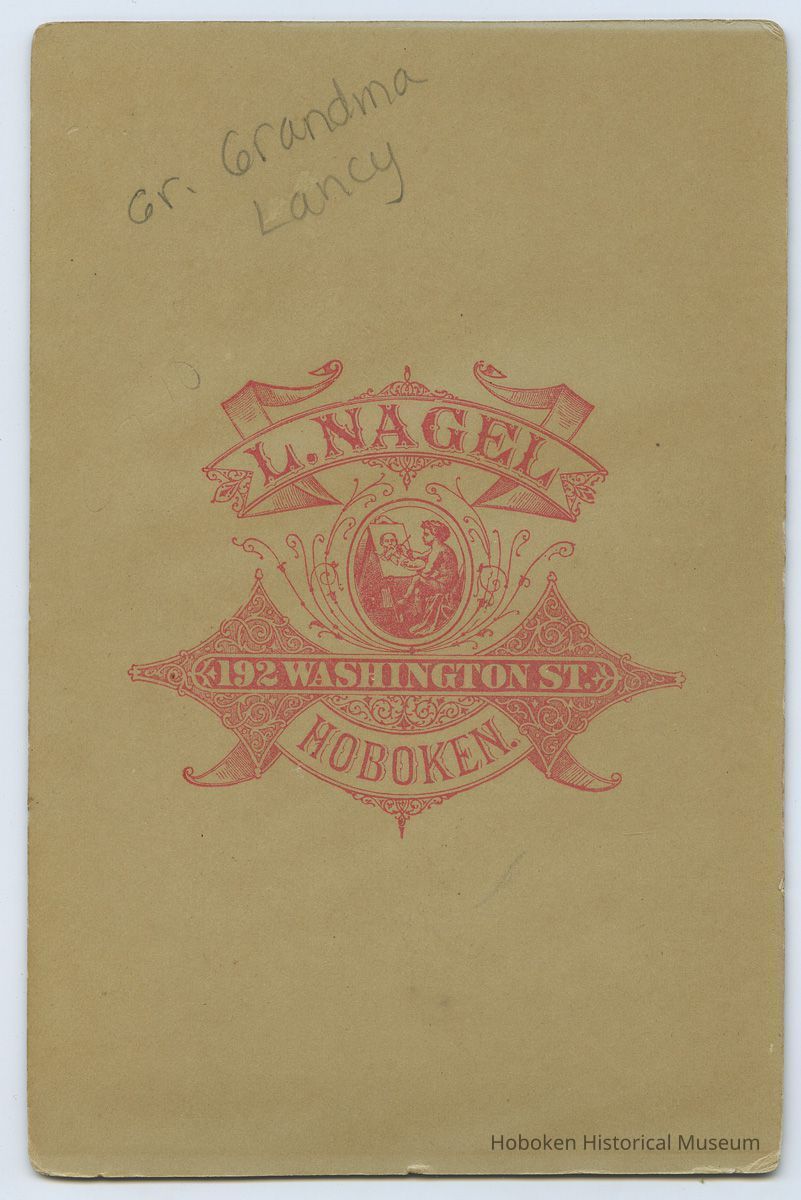 Gr. Grandma
Lancy
L. NAGEL
192 WASHINGTON ST.
HOBOKEN.
Hoboken Historical Museum